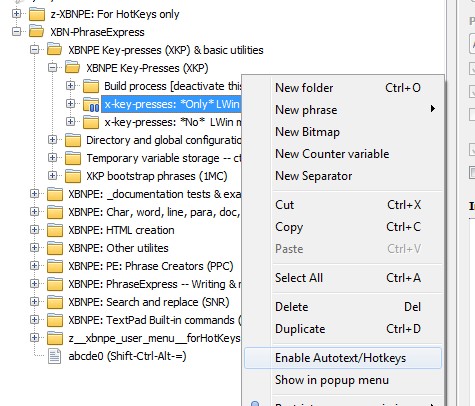 z-XBNPE: For HotKeys only
XBN-PhraseExpress
XBNPE Key-presses (XKP) & basic utilities
XBNPE Key-Presses (XKP)
Build process [deactivate this
x-key-presses: *Only* LWin
x-key-presses: *No* LWin m
Directory and global configuratio
Temporary variable storage -- ct
XKP bootstrap phrases (1MC)
XBNPE: _documentation tests & exa
XBNPE: Char, word, line, para, doc,
XBNPE: HTML creation
XBNPE: Other utilites
XBNPE: PE: Phrase Creators (PPC)
XBNPE: PhraseExpress -- Writing & r
XBNPE: Search and replace (SNR)
XBNPE: TextPad Built-in commands (
z__xbnpe_user_menu__forHotKeys
abcde0 (Shift-Ctrl-Alt-=)
New folder Ctrl+O
New phrase
New Bitmap
New Counter variable
New Separator
Cut Ctrl+X
Copy Ctrl+C
Paste Ctrl+V
Select All Ctrl+A
Delete Del
Duplicate Ctrl+D
Enable Autotext/Hotkeys
Show in popup menu